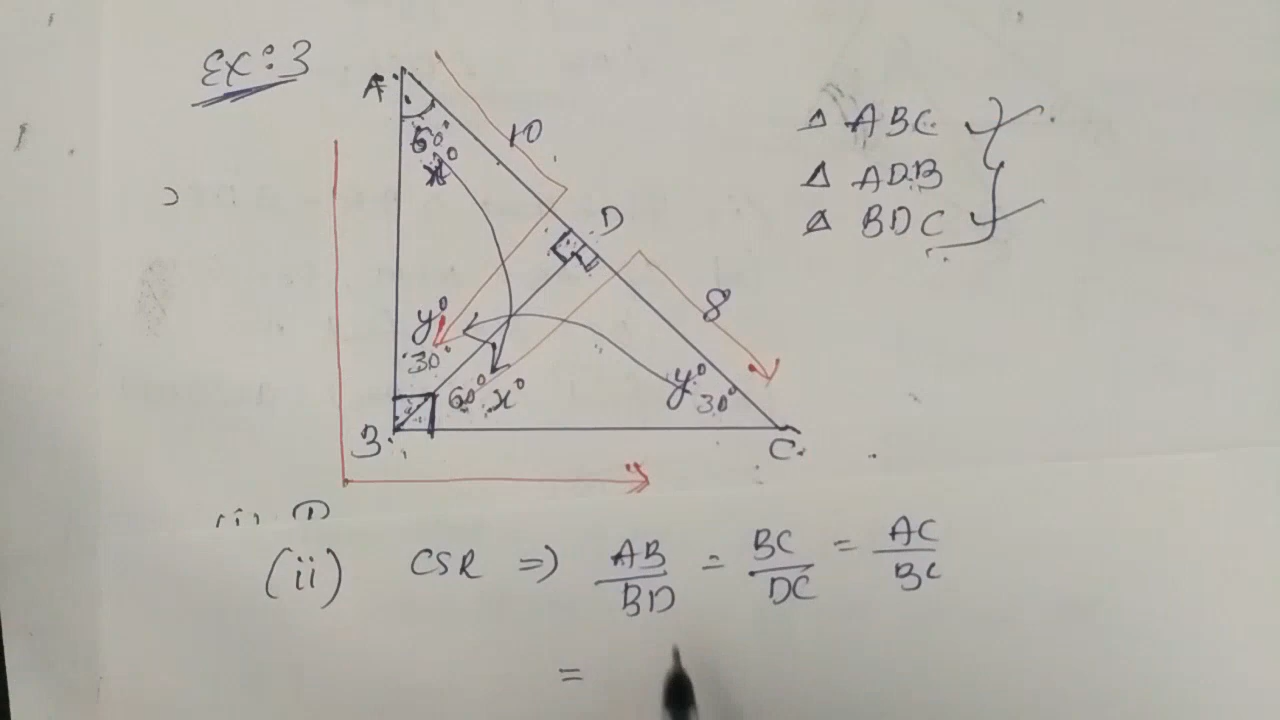 Ex: 3
A
60°
x°
10
D
8
y°
30°
60° x°
y° 30°
B
C
Δ ABC
Δ ADB
Δ BDC
(ii) CSR => AB/BD = BC/DC = AC/BC
=